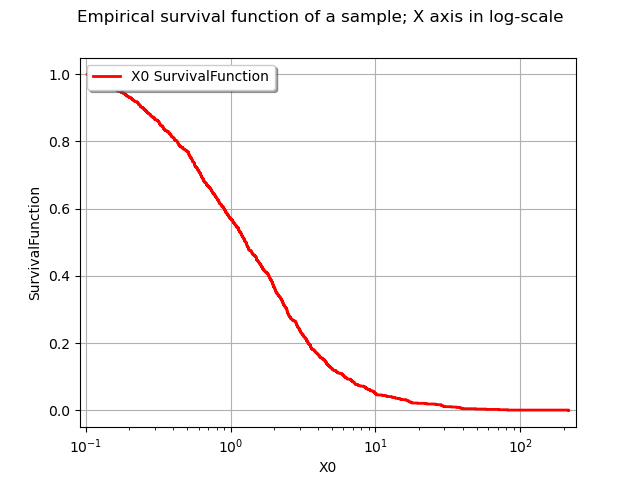 Empirical survival function of a sample; X axis in log-scale
X0 SurvivalFunction
SurvivalFunction
1.0
0.8
0.6
0.4
0.2
0.0
10⁻¹ 10⁰ 10¹ 10²
X0